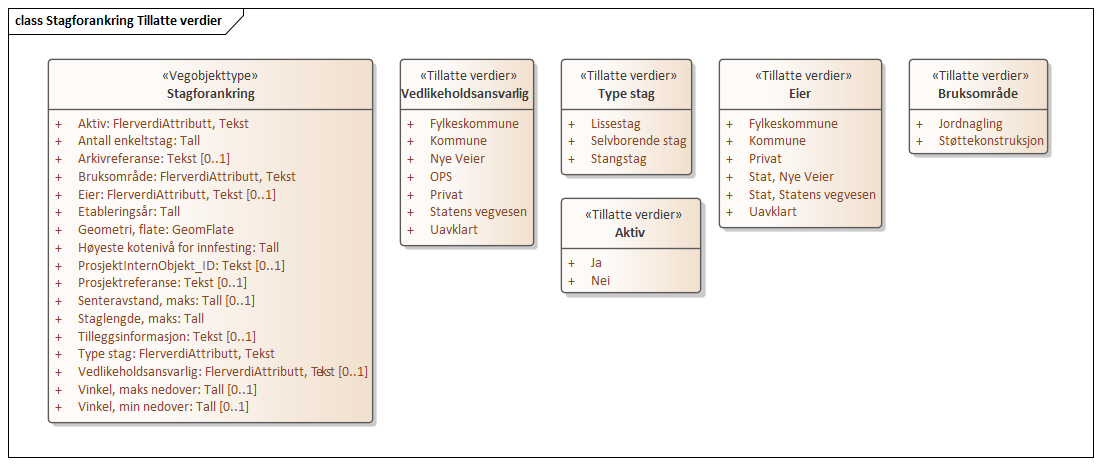 class Stagforankring Tillatte verdier
«Vegobjekttype»
Stagforankring
+ Aktiv: FlerverdiAttributt, Tekst
+ Antall enkeltstag: Tall
+ Arkivreferanse: Tekst [0..1]
+ Bruksområde: FlerverdiAttributt, Tekst
+ Eier: FlerverdiAttributt, Tekst [0..1]
+ Etableringsår: Tall
+ Geometri, flate: GeomFlate
+ Høyeste kotenivå for innfesting: Tall
+ ProsjektInternObjekt_ID: Tekst [0..1]
+ Prosjektreferanse: Tekst [0..1]
+ Senteravstand, maks: Tall [0..1]
+ Staglengde, maks: Tall
+ Tilleggsinformasjon: Tekst [0..1]
+ Type stag: FlerverdiAttributt, Tekst
+ Vedlikeholdsansvarlig: FlerverdiAttributt, Tekst [0..1]
+ Vinkel, maks nedover: Tall [0..1]
+ Vinkel, min nedover: Tall [0..1]
«Tillatte verdier»
Vedlikeholdsansvarlig
+ Fylkeskommune
+ Kommune
+ Nye Veier
+ OPS
+ Privat
+ Statens vegvesen
+ Uavklart
«Tillatte verdier»
Type stag
+ Lissestag
+ Selvborende stag
+ Stangstag
«Tillatte verdier»
Aktiv
+ Ja
+ Nei
«Tillatte verdier»
Eier
+ Fylkeskommune
+ Kommune
+ Privat
+ Stat, Nye Veier
+ Stat, Statens vegvesen
+ Uavklart
«Tillatte verdier»
Bruksområde
+ Jordnagling
+ Støttekonstruksjon